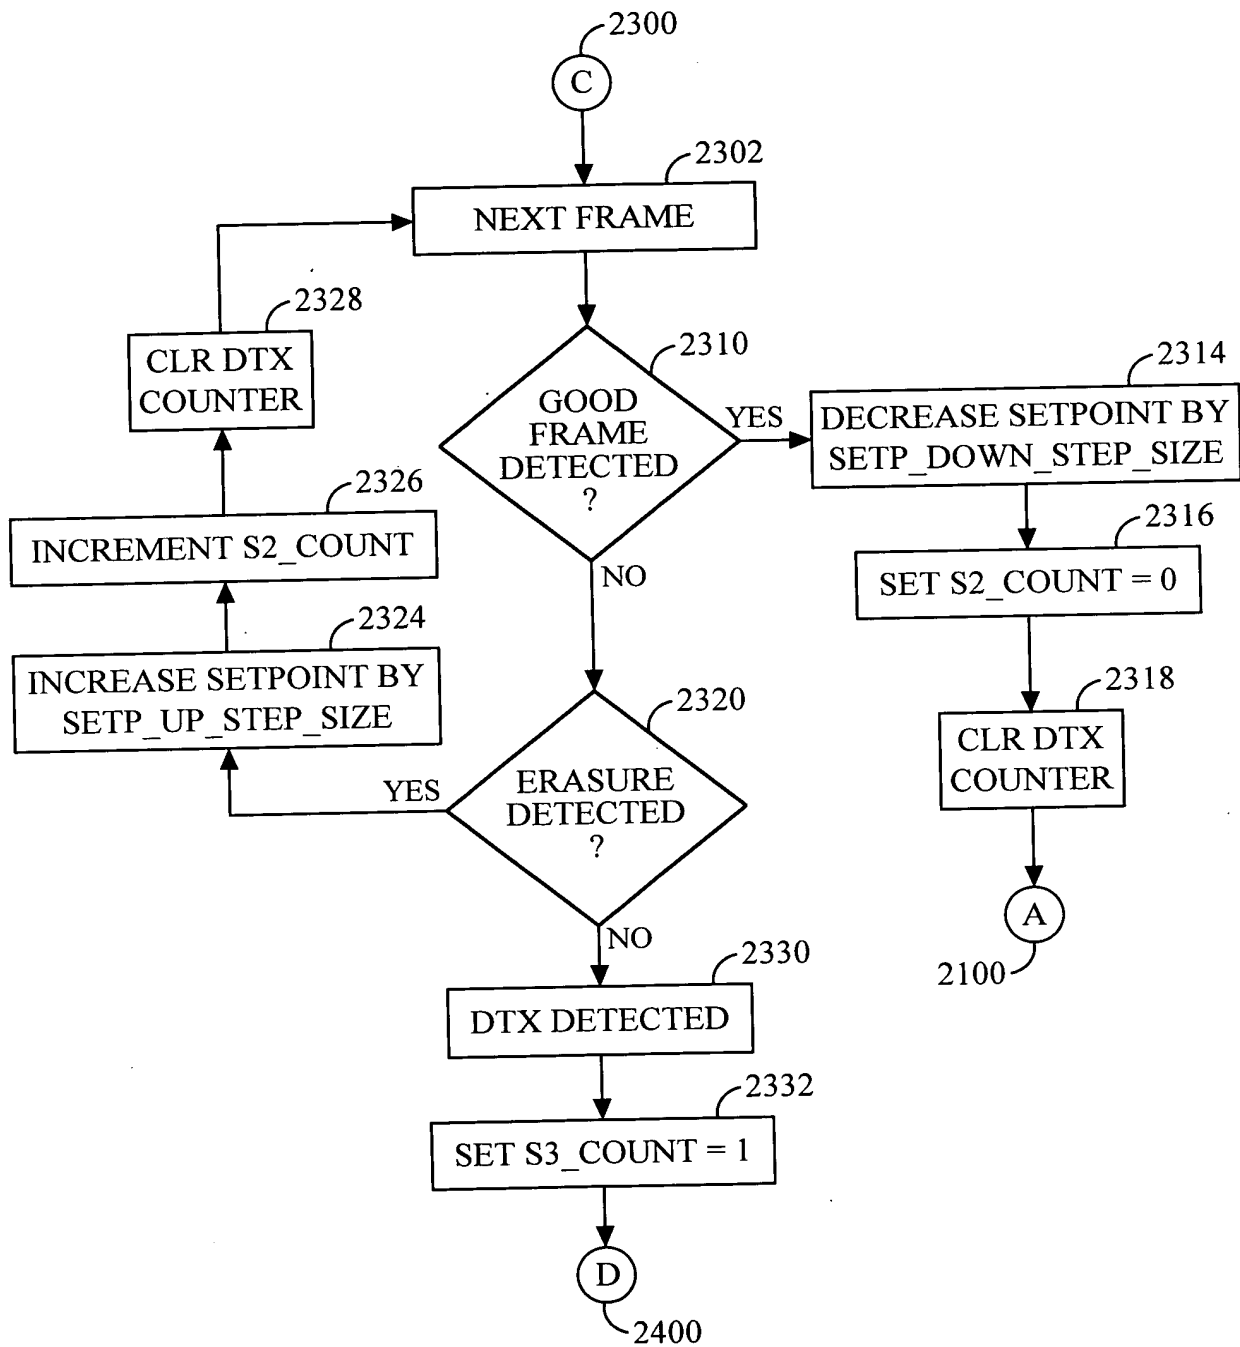 2300
C
2302
NEXT FRAME
2328
CLR DTX
COUNTER
2310
GOOD
FRAME
DETECTED
?
YES
NO
2314
DECREASE SETPOINT BY
SETP_DOWN_STEP_SIZE
2316
SET S2_COUNT = 0
2318
CLR DTX
COUNTER
A
2100
2326
INCREMENT S2_COUNT
2324
INCREASE SETPOINT BY
SETP_UP_STEP_SIZE
2320
ERASURE
DETECTED
?
YES
NO
2330
DTX DETECTED
2332
SET S3_COUNT = 1
D
2400